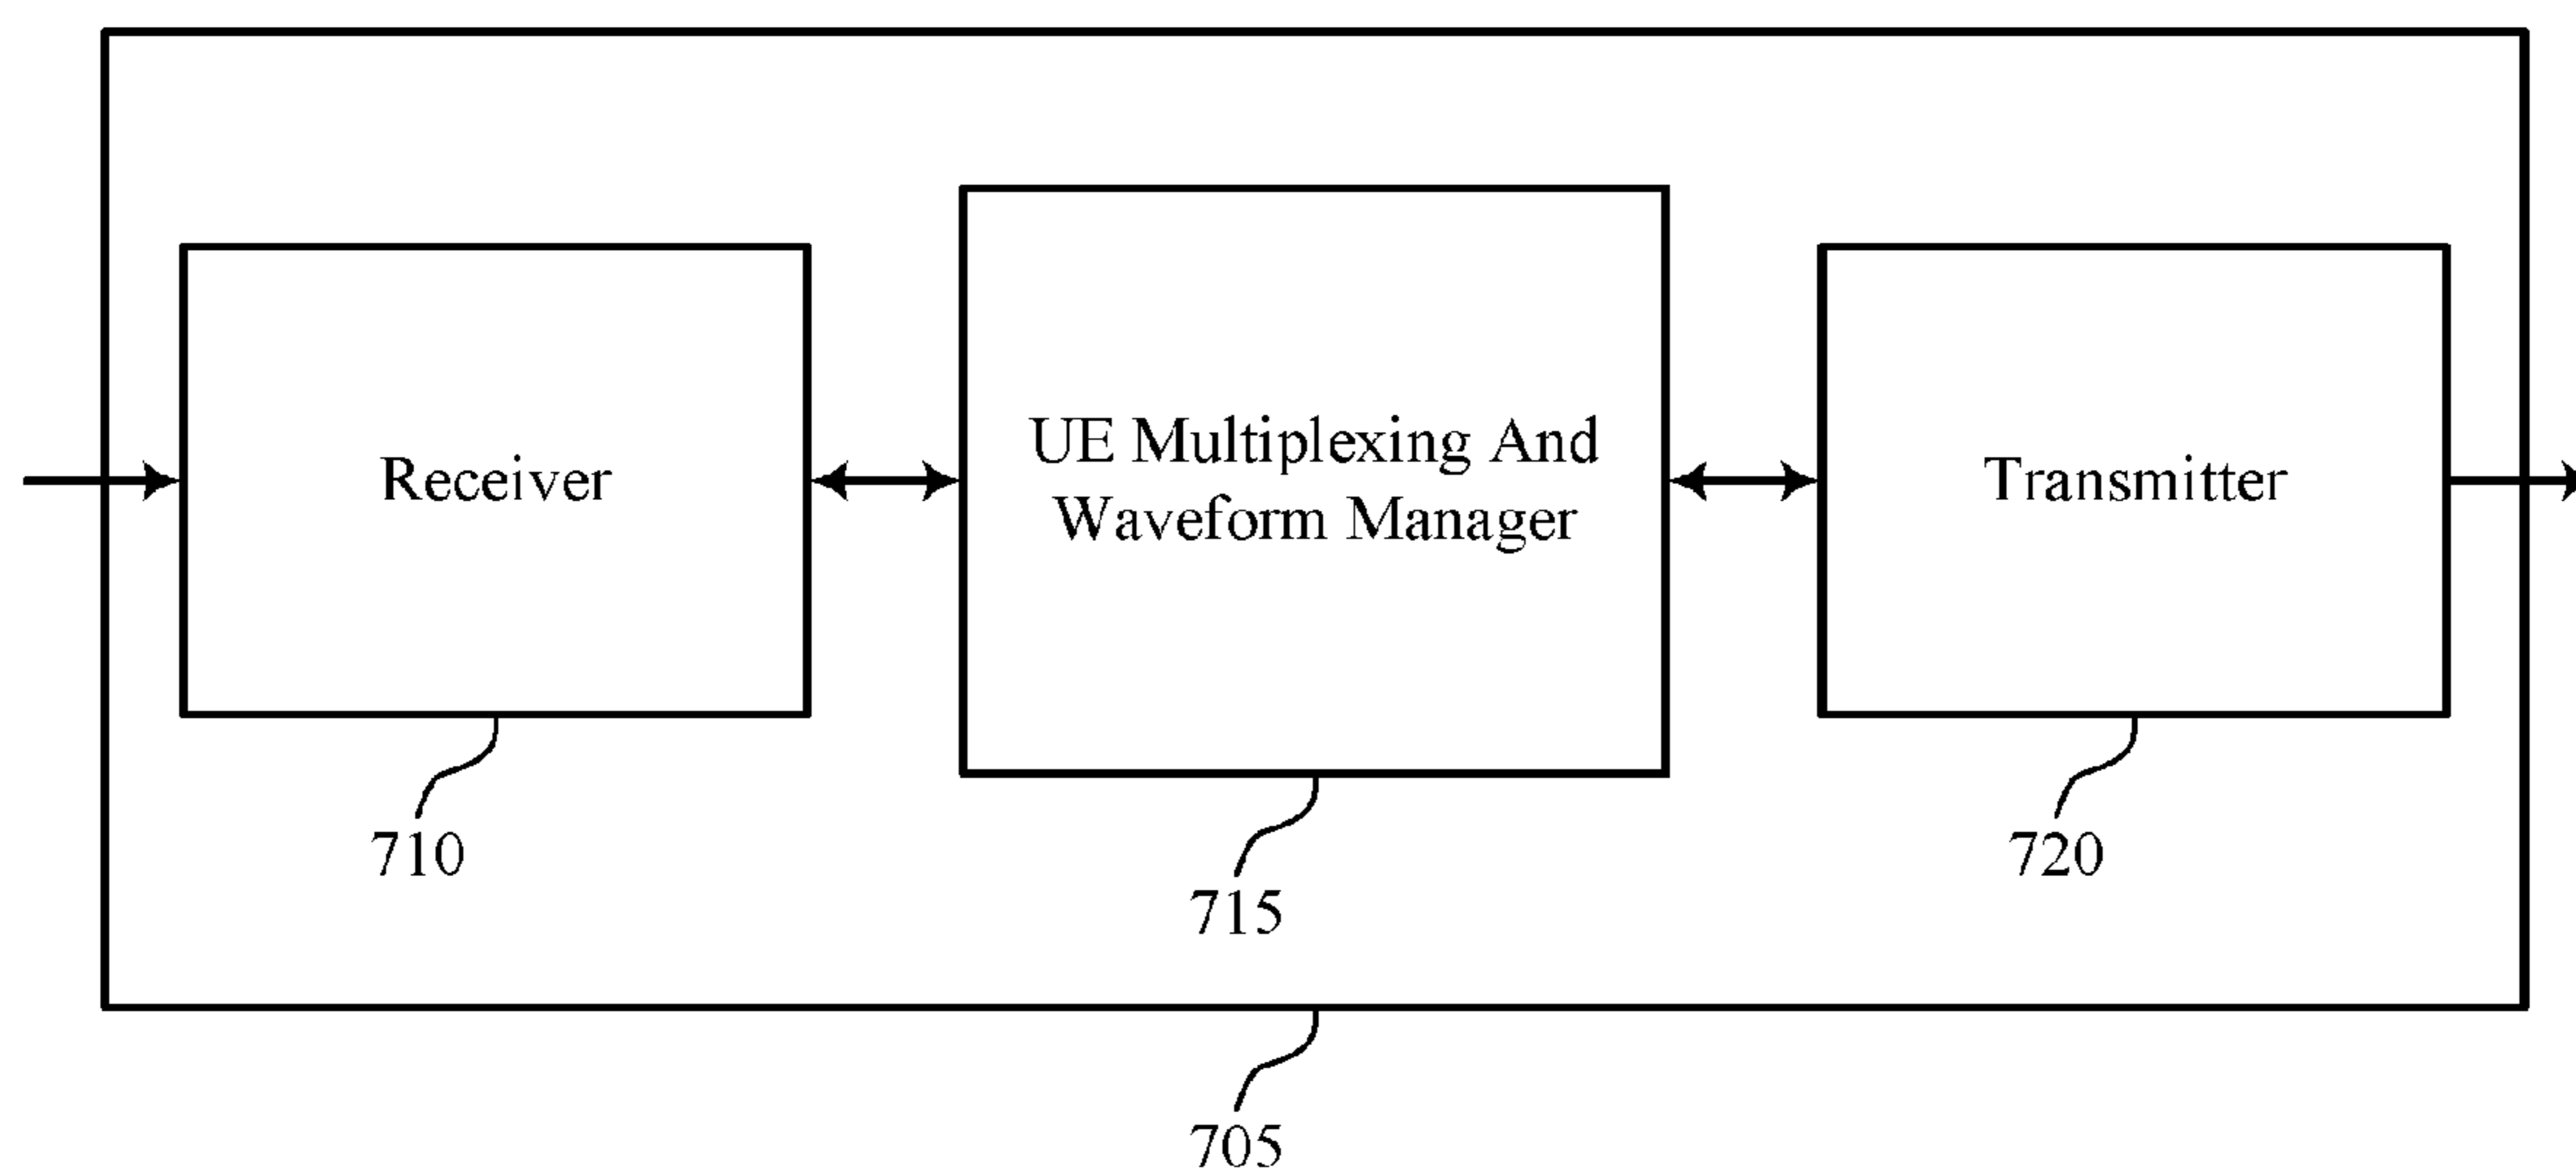 Receiver
UE Multiplexing And
Waveform Manager
Transmitter
710
715
720
705